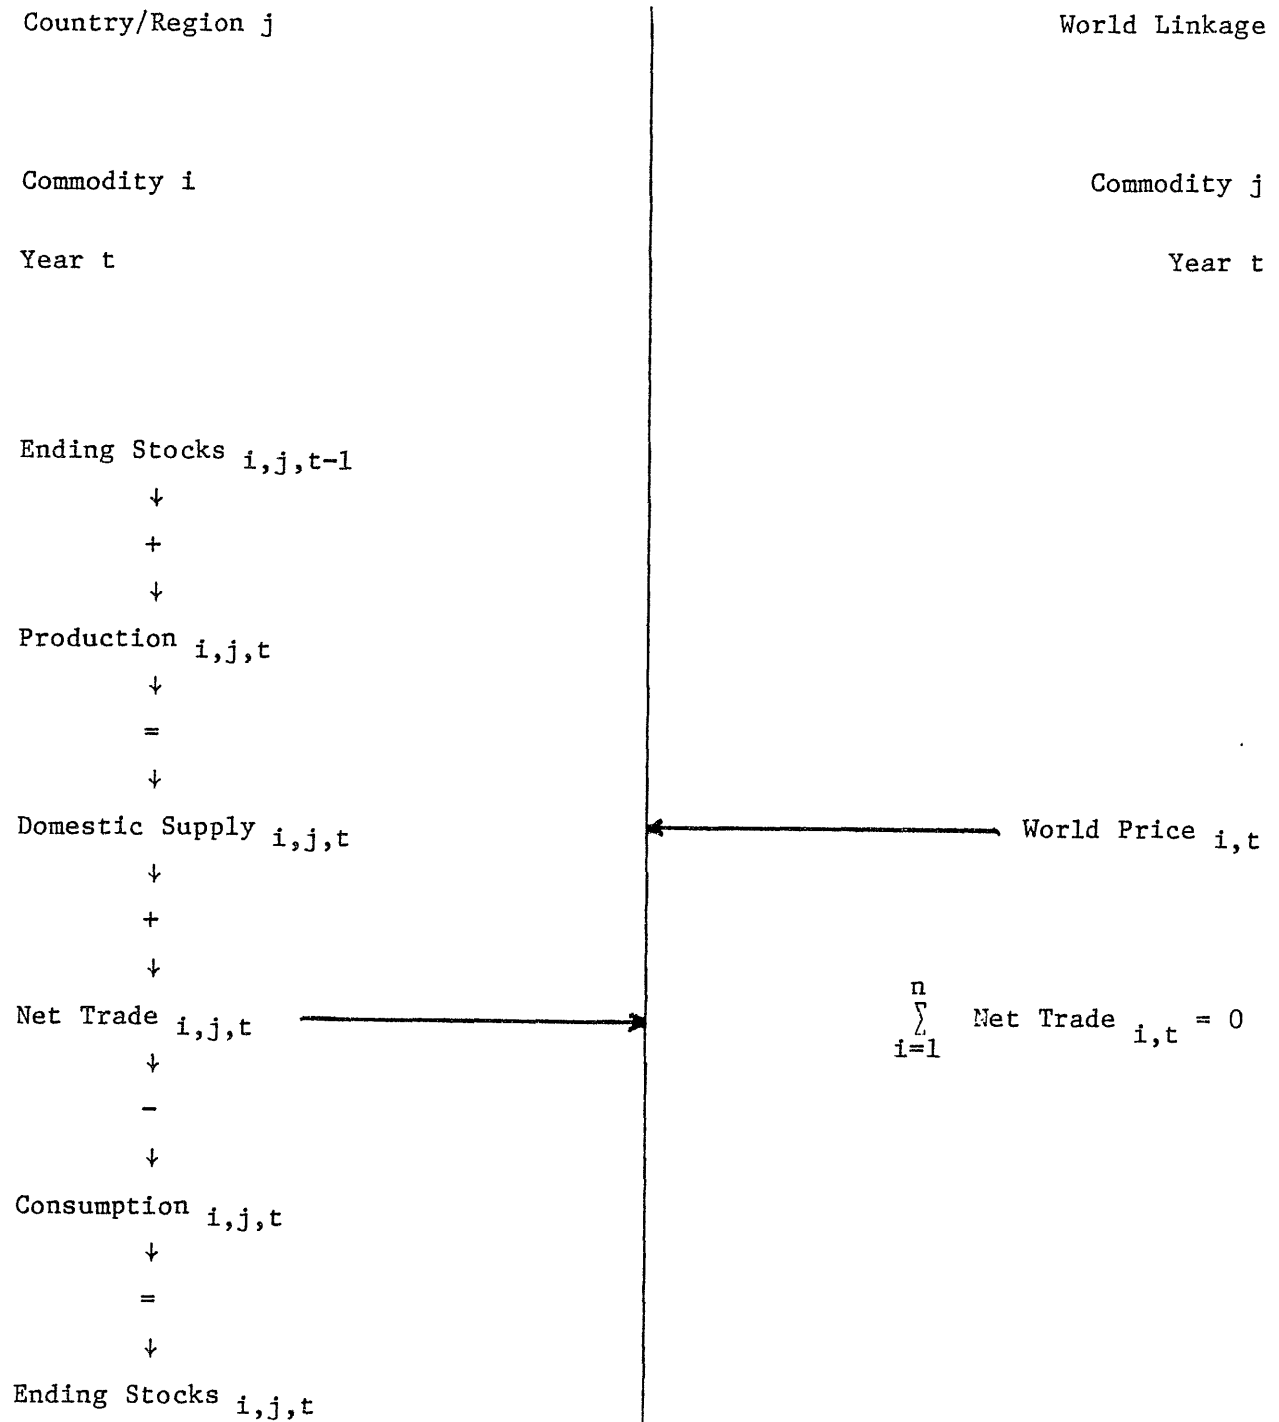 Country/Region j World Linkage
Commodity i Commodity j
Year t Year t
Ending Stocks i,j,t-1
↓
+
↓
Production i,j,t
↓
=
↓
Domestic Supply i,j,t World Price i,t
↓
+
↓
Net Trade i,j,t n∑i=1 Net Trade i,t = 0
↓
-
↓
Consumption i,j,t
↓
=
↓
Ending Stocks i,j,t